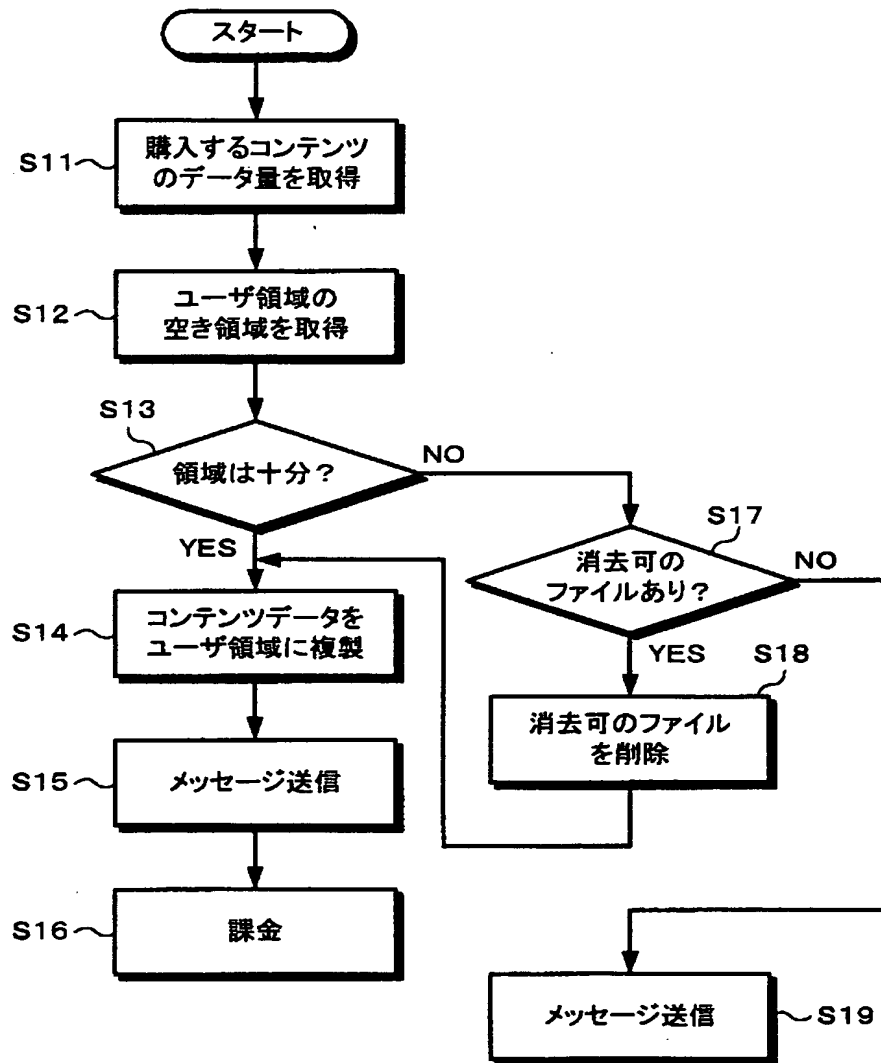 スタート
S11
購入するコンテンツ
のデータ量を取得
S12
ユーザ領域の
空き領域を取得
S13
領域は十分？
NO
YES
S17
消去可の
ファイルあり？
NO
YES
S14
コンテンツデータを
ユーザ領域に複製
S18
消去可のファイル
を削除
S15
メッセージ送信
S16
課金
メッセージ送信
S19